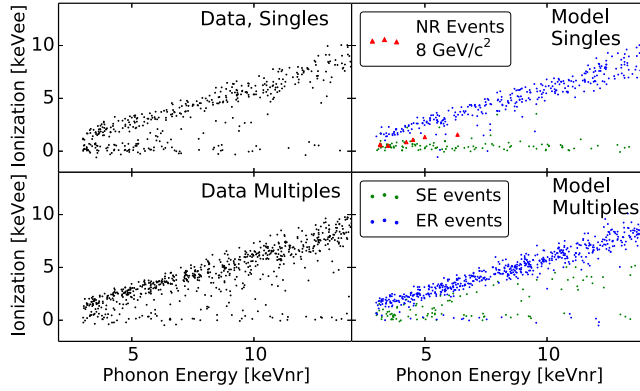 Data, Singles
NR Events
8 GeV/c²
Model
Singles
Ionization [keVee]
10
5
0
Data Multiples
SE events
ER events
Model
Multiples
Ionization [keVee]
10
5
0
5
10
5
10
Phonon Energy [keVnr]
Phonon Energy [keVnr]